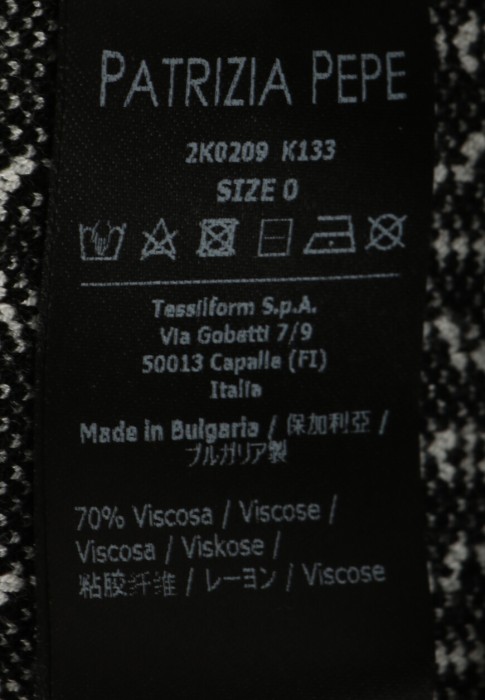 PATRIZIA PEPE
2K0209 K133
SIZE 0
Tessilform S.p.A.
Via Gobetti 7/9
50013 Capalle (FI)
Italia
Made in Bulgaria / 保加利亞 /
ブルガリア製
70% Viscosa / Viscose /
Viscosa / Viskose /
粘胶纤维 / レーヨン / Viscose